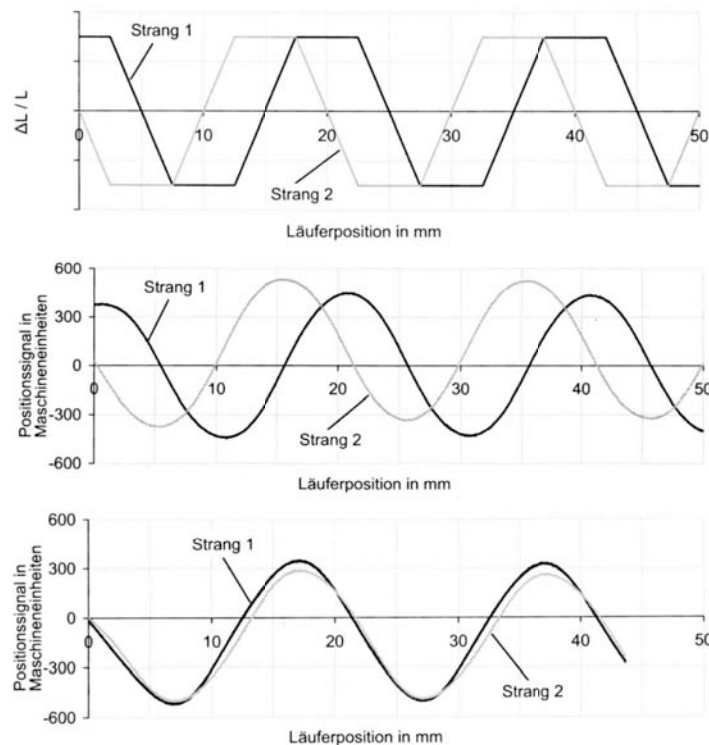 Strang 1
ΔL / L
0 10 20 30 40 50
Strang 2
Läuferposition in mm
600
300
0
-300
-600
Positionssignal in
Maschineneinheiten
Strang 1
0 10 20 30 40 50
Strang 2
Läuferposition in mm
600
300
0
-300
-600
Positionssignal in
Maschineneinheiten
Strang 1
0 10 20 30 40 50
Strang 2
Läuferposition in mm